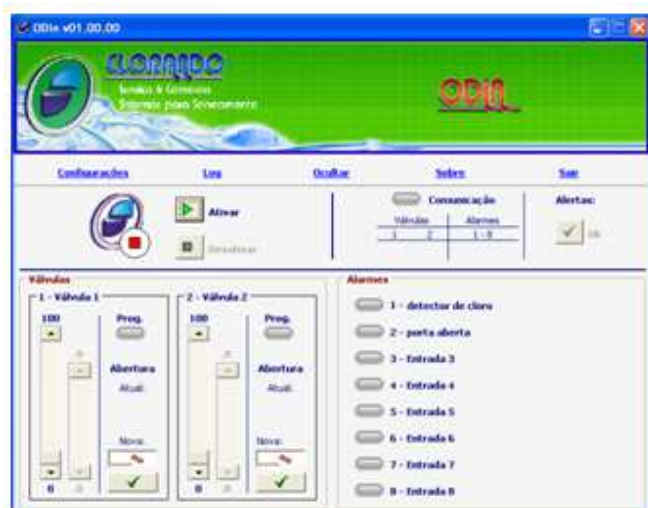 ODin v01.00.00
CLORANDO
Sistemas para Saneamento
ODIN
Configurações Log Ocultar Sobre Sair
Ativar
Desativar
Comunicação
Válvulas Alarmes
1 2 1 - 8
Alertas:
Ok
Válvulas
1 - Válvula 1
100 Prog.
Abertura
Atual:
Nova:
0
2 - Válvula 2
100 Prog.
Abertura
Atual:
Nova:
0
Alarmes
1 - detector de cloro
2 - porta aberta
3 - Entrada 3
4 - Entrada 4
5 - Entrada 5
6 - Entrada 6
7 - Entrada 7
8 - Entrada 8